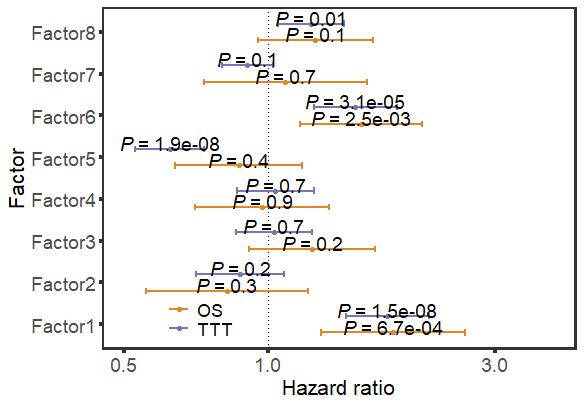 Factor
Factor8
P = 0.01
P = 0.1
Factor7
P = 0.1
P = 0.7
Factor6
P = 3.1e-05
P = 2.5e-03
Factor5
P = 1.9e-08
P = 0.4
Factor4
P = 0.7
P = 0.9
Factor3
P = 0.7
P = 0.2
Factor2
P = 0.2
P = 0.3
Factor1
P = 1.5e-08
P = 6.7e-04
OS
TTT
0.5 1.0 3.0
Hazard ratio